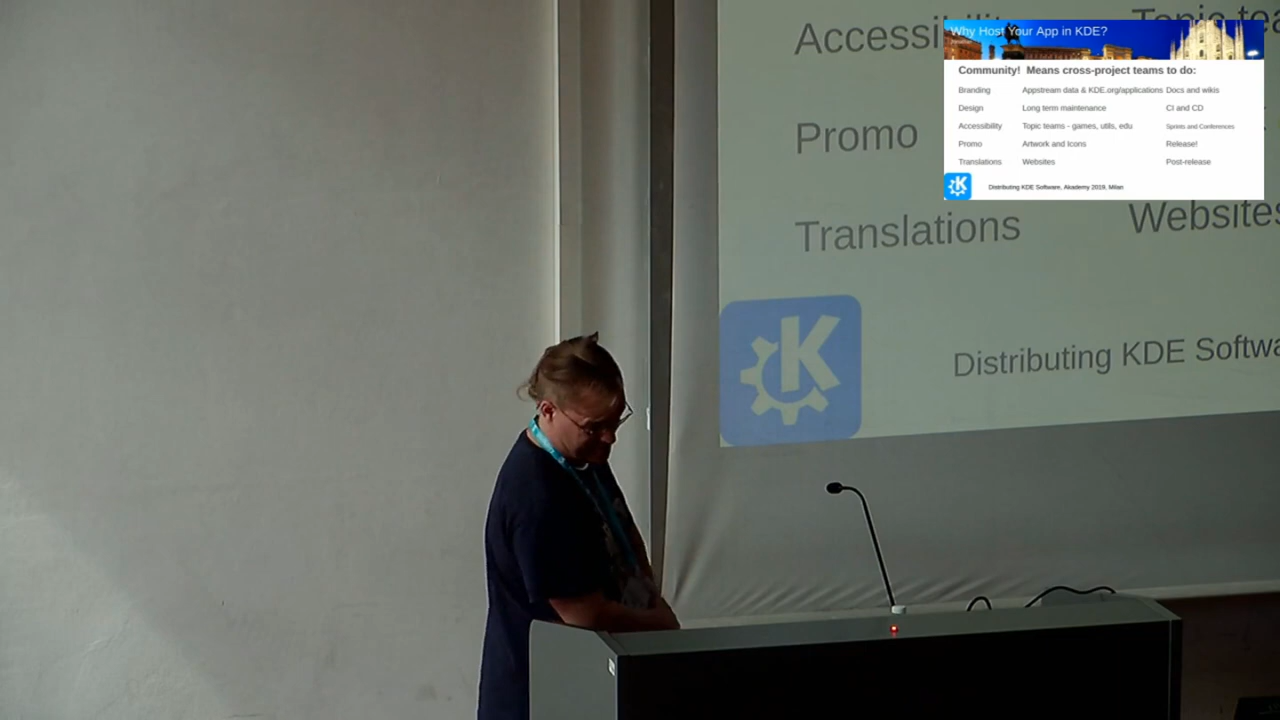 Accessi
Topic tea
Promo
Translations
Websites
Distributing KDE Softwa
Why Host Your App in KDE?
Community! Means cross-project teams to do:
Branding Appstream data & KDE.org/applications Docs and wikis
Design Long term maintenance CI and CD
Accessibility Topic teams - games, utils, edu Sprints and Conferences
Promo Artwork and Icons Release!
Translations Websites Post-release
Distributing KDE Software, Akademy 2019, Milan